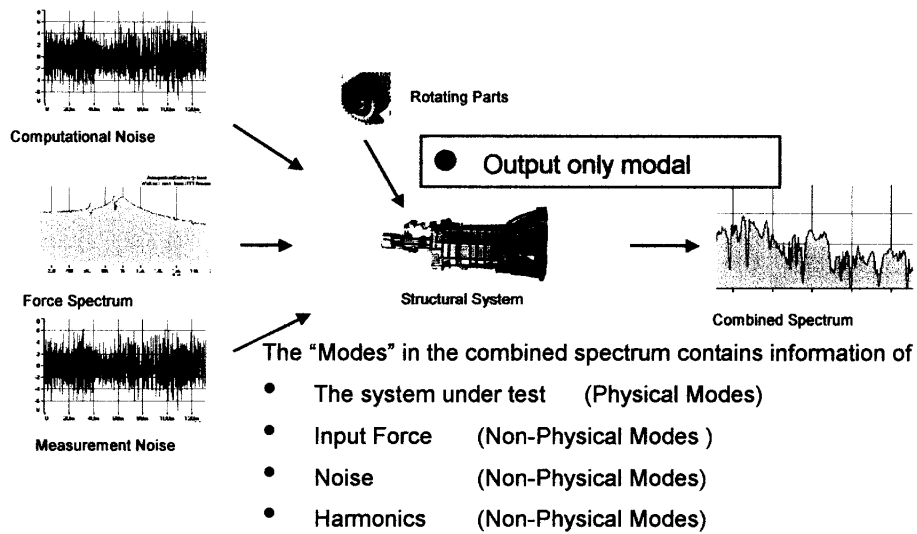 Computational Noise
Rotating Parts
Output only modal
Force Spectrum
Structural System
Combined Spectrum
Measurement Noise
The “Modes” in the combined spectrum contains information of
• The system under test (Physical Modes)
• Input Force (Non-Physical Modes )
• Noise (Non-Physical Modes)
• Harmonics (Non-Physical Modes)